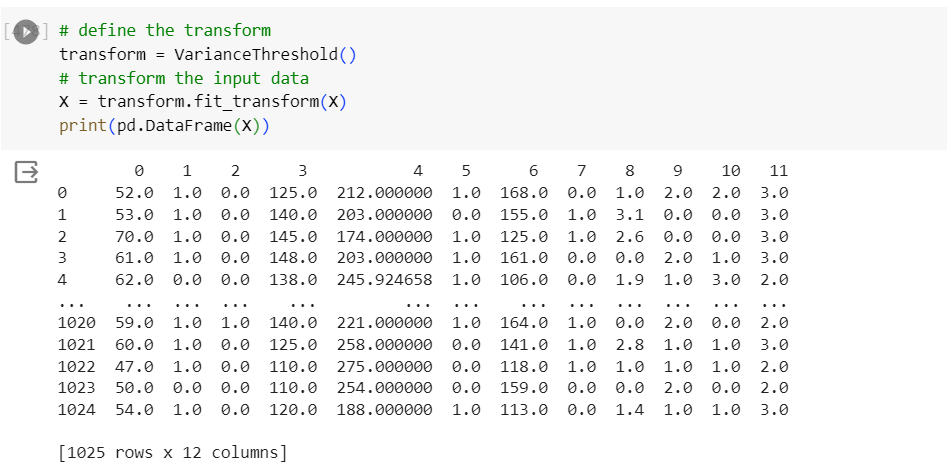 # define the transform
transform = VarianceThreshold()
# transform the input data
X = transform.fit_transform(X)
print(pd.DataFrame(X))
0 1 2 3 4 5 6 7 8 9 10 11
0 52.0 1.0 0.0 125.0 212.000000 1.0 168.0 0.0 1.0 2.0 2.0 3.0
1 53.0 1.0 0.0 140.0 203.000000 0.0 155.0 1.0 3.1 0.0 0.0 3.0
2 70.0 1.0 0.0 145.0 174.000000 1.0 125.0 1.0 2.6 0.0 0.0 3.0
3 61.0 1.0 0.0 148.0 203.000000 1.0 161.0 0.0 0.0 2.0 1.0 3.0
4 62.0 0.0 0.0 138.0 245.924658 1.0 106.0 0.0 1.9 1.0 3.0 2.0
... ... ... ... ... ... ... ... ... ... ... ... ...
1020 59.0 1.0 1.0 140.0 221.000000 1.0 164.0 1.0 0.0 2.0 0.0 2.0
1021 60.0 1.0 0.0 125.0 258.000000 0.0 141.0 1.0 2.8 1.0 1.0 3.0
1022 47.0 1.0 0.0 110.0 275.000000 0.0 118.0 1.0 1.0 1.0 1.0 2.0
1023 50.0 0.0 0.0 110.0 254.000000 0.0 159.0 0.0 0.0 2.0 0.0 2.0
1024 54.0 1.0 0.0 120.0 188.000000 1.0 113.0 0.0 1.4 1.0 1.0 3.0
[1025 rows x 12 columns]